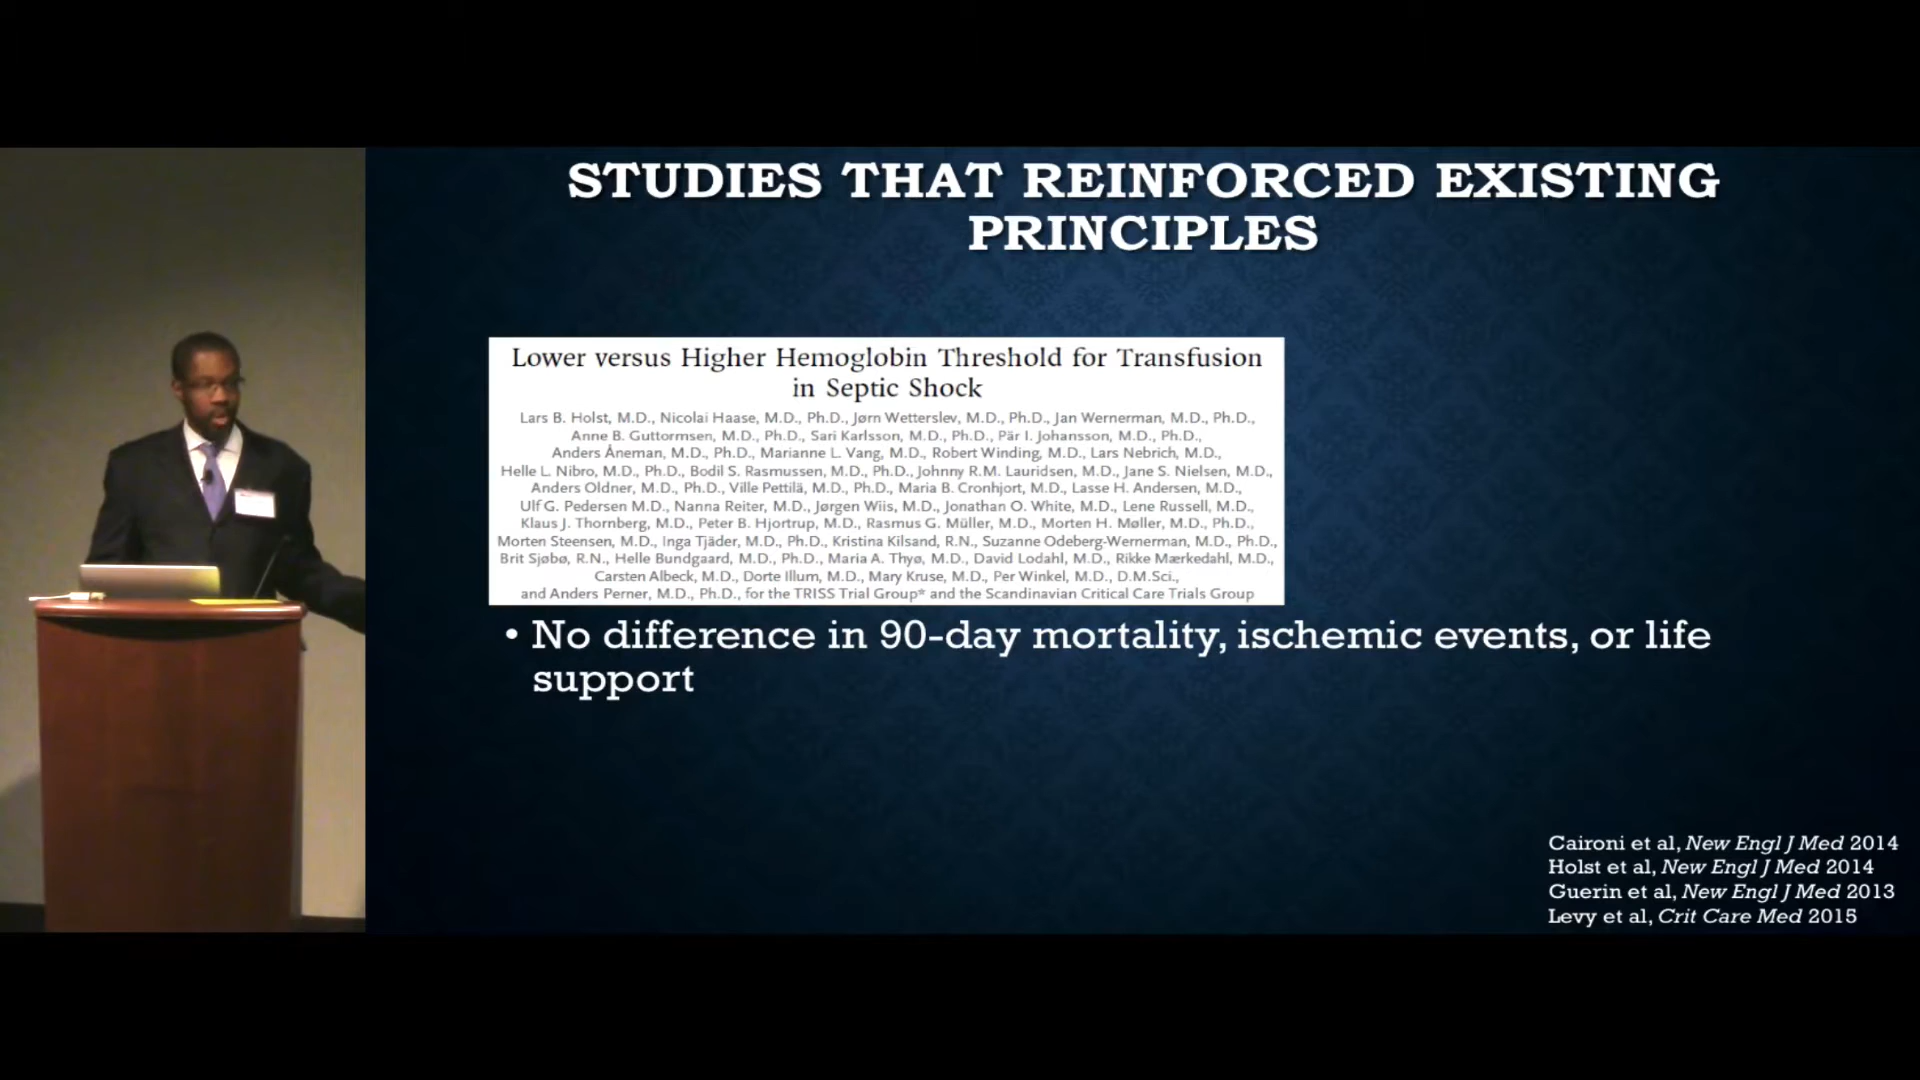 STUDIES THAT REINFORCED EXISTING
PRINCIPLES
Lower versus Higher Hemoglobin Threshold for Transfusion
in Septic Shock
Lars B. Holst, M.D., Nicolai Haase, M.D., Ph.D., Jørn Wetterslev, M.D., Ph.D., Jan Wernerman, M.D., Ph.D.,
Anne B. Guttormsen, M.D., Ph.D., Sari Karlsson, M.D., Ph.D., Pär I. Johansson, M.D., Ph.D.,
Anders Åneman, M.D., Ph.D., Marianne L. Vang, M.D., Robert Winding, M.D., Lars Nebrich, M.D.,
Helle L. Nibro, M.D., Ph.D., Bodil S. Rasmussen, M.D., Ph.D., Johnny R.M. Lauridsen, M.D., Jane S. Nielsen, M.D.,
Anders Oldner, M.D., Ph.D., Ville Pettilä, M.D., Ph.D., Maria B. Cronhjort, M.D., Lasse H. Andersen, M.D.,
Ulf G. Pedersen M.D., Nanna Reiter, M.D., Jørgen Wiis, M.D., Jonathan O. White, M.D., Lene Russell, M.D.,
Klaus J. Thornberg, M.D., Peter B. Hjortrup, M.D., Rasmus G. Müller, M.D., Morten H. Møller, M.D., Ph.D.,
Morten Steensen, M.D., Inga Tjäder, M.D., Ph.D., Kristina Kilsand, R.N., Suzanne Odeberg-Wernerman, M.D., Ph.D.,
Brit Sjøbø, R.N., Helle Bundgaard, M.D., Ph.D., Maria A. Thyø, M.D., David Lodahl, M.D., Rikke Mærkedahl, M.D.,
Carsten Albeck, M.D., Dorte Illum, M.D., Mary Kruse, M.D., Per Winkel, M.D., D.M.Sci.,
and Anders Perner, M.D., Ph.D., for the TRISS Trial Group* and the Scandinavian Critical Care Trials Group
• No difference in 90-day mortality, ischemic events, or life
support
Caironi et al, New Engl J Med 2014
Holst et al, New Engl J Med 2014
Guerin et al, New Engl J Med 2013
Levy et al, Crit Care Med 2015